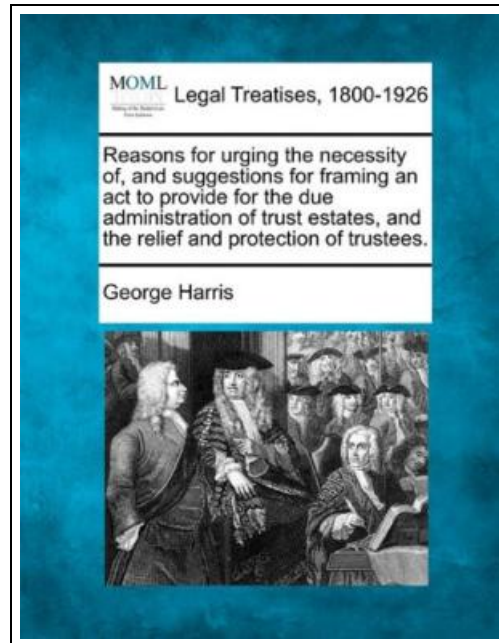 MOML
Legal Treatises, 1800-1926
Reasons for urging the necessity
of, and suggestions for framing an
act to provide for the due
administration of trust estates, and
the relief and protection of trustees.
George Harris